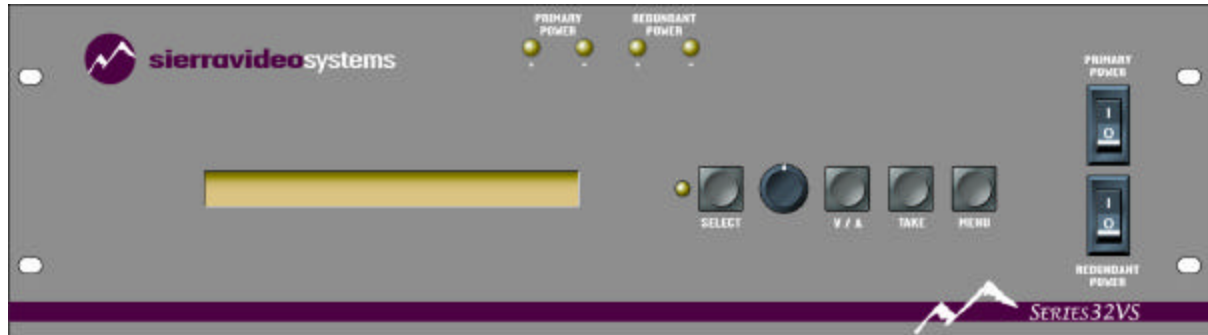 PRIMARY
POWER
REDUNDANT
POWER
sierravideosystems
+ - + -
PRIMARY
POWER
I
O
SELECT
V / A
TAKE
MENU
I
O
REDUNDANT
POWER
SERIES32VS